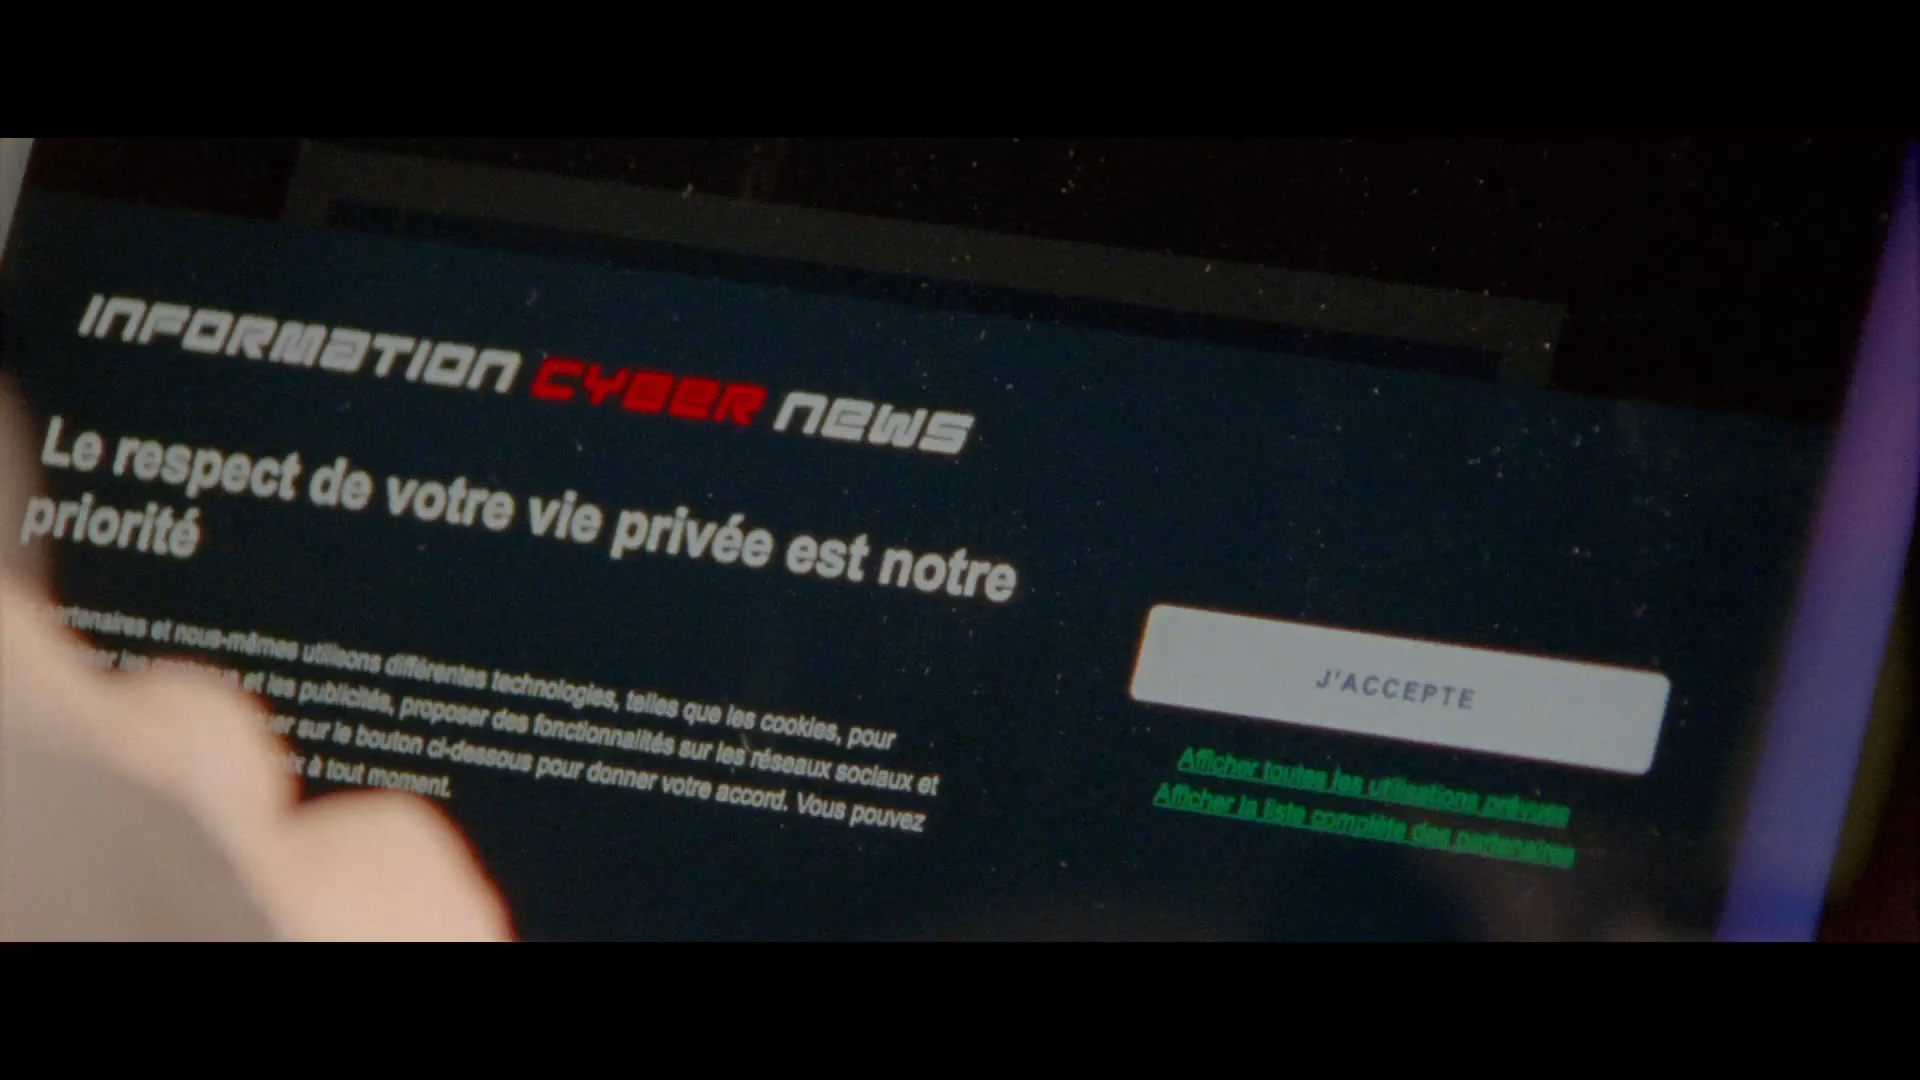 INFORMATION CYBER NEWS
Le respect de votre vie privée est notre
priorité
et nous-mêmes utilisons différentes technologies, telles que les cookies, pour
et les publicités, proposer des fonctionnalités sur les réseaux sociaux et
sur le bouton ci-dessous pour donner votre accord. Vous pouvez
à tout moment.
J'ACCEPTE
Afficher toutes les utilisations prévues
Afficher la liste complète des partenaires